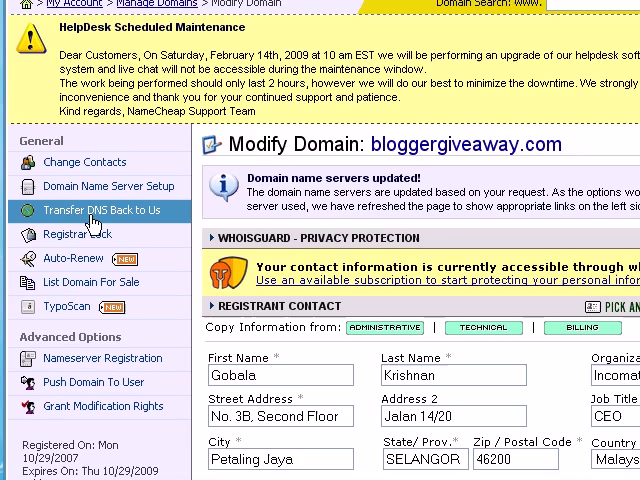 > My Account > Manage Domains > Modify Domain
Domain Search: www.
HelpDesk Scheduled Maintenance
Dear Customers, On Saturday, February 14th, 2009 at 10 am EST we will be performing an upgrade of our helpdesk soft
system and live chat will not be accessible during the maintenance window.
The work being performed should only last 2 hours, however we will do our best to minimize the downtime. We strongly
inconvenience and thank you for your continued support and patience.
Kind regards, NameCheap Support Team
General
Change Contacts
Domain Name Server Setup
Transfer DNS Back to Us
Registrar Lock
Auto-Renew NEW
List Domain For Sale
TypoScan NEW
Advanced Options
Nameserver Registration
Push Domain To User
Grant Modification Rights
Registered On: Mon
10/29/2007
Expires On: Thu 10/29/2009
Modify Domain: bloggergiveaway.com
Domain name servers updated!
The domain name servers are updated based on your request. As the options wo
server used, we have refreshed the page to show appropriate links on the left sid
WHOISGUARD - PRIVACY PROTECTION
Your contact information is currently accessible through wh
Use an available subscription to start protecting your personal infor
REGISTRANT CONTACT
PICK AN
Copy Information from: ADMINISTRATIVE | TECHNICAL | BILLING
First Name * Last Name * Organiza
Gobala Krishnan Incomat
Street Address * Address 2 Job Title
No. 3B, Second Floor Jalan 14/20 CEO
City * State/ Prov.* Zip / Postal Code * Country
Petaling Jaya SELANGOR 46200 Malays